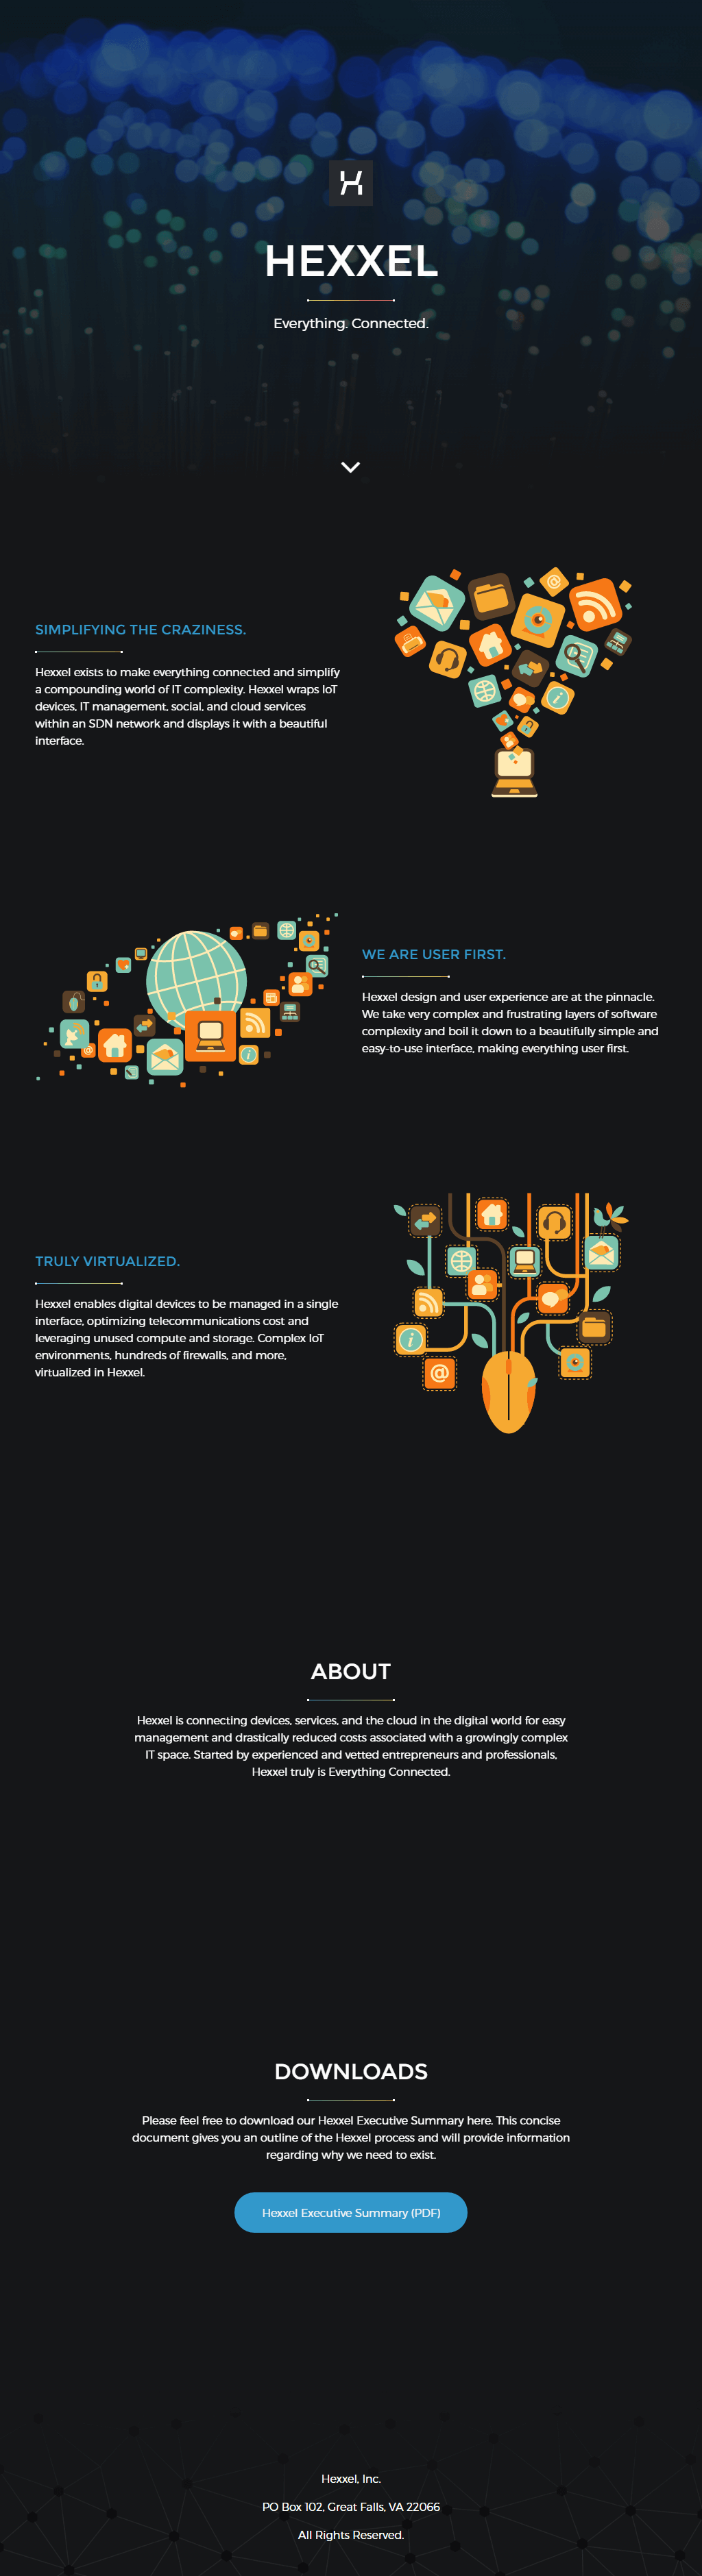 HEXXEL
Everything. Connected.
SIMPLIFYING THE CRAZINESS.
Hexxel exists to make everything connected and simplify
a compounding world of IT complexity. Hexxel wraps IoT
devices, IT management, social, and cloud services
within an SDN network and displays it with a beautiful
interface.
WE ARE USER FIRST.
Hexxel design and user experience are at the pinnacle.
We take very complex and frustrating layers of software
complexity and boil it down to a beautifully simple and
easy-to-use interface, making everything user first.
TRULY VIRTUALIZED.
Hexxel enables digital devices to be managed in a single
interface, optimizing telecommunications cost and
leveraging unused compute and storage. Complex IoT
environments, hundreds of firewalls, and more,
virtualized in Hexxel.
ABOUT
Hexxel is connecting devices, services, and the cloud in the digital world for easy
management and drastically reduced costs associated with a growingly complex
IT space. Started by experienced and vetted entrepreneurs and professionals,
Hexxel truly is Everything Connected.
DOWNLOADS
Please feel free to download our Hexxel Executive Summary here. This concise
document gives you an outline of the Hexxel process and will provide information
regarding why we need to exist.
Hexxel Executive Summary (PDF)
Hexxel, Inc.
PO Box 102, Great Falls, VA 22066
All Rights Reserved.